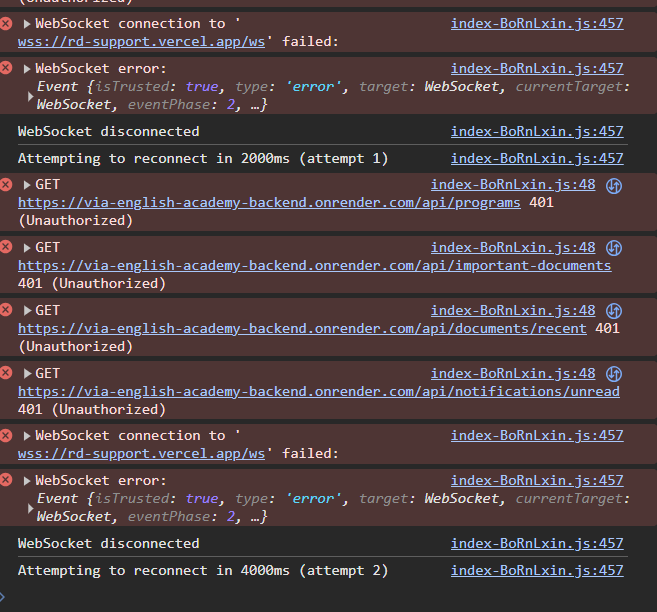 (Unauthorized)
WebSocket connection to ' index-BoRnLxin.js:457
wss://rd-support.vercel.app/ws' failed:
WebSocket error: index-BoRnLxin.js:457
Event {isTrusted: true, type: 'error', target: WebSocket, currentTarget:
WebSocket, eventPhase: 2, …}
WebSocket disconnected index-BoRnLxin.js:457
Attempting to reconnect in 2000ms (attempt 1) index-BoRnLxin.js:457
GET index-BoRnLxin.js:48
https://via-english-academy-backend.onrender.com/api/programs 401
(Unauthorized)
GET index-BoRnLxin.js:48
https://via-english-academy-backend.onrender.com/api/important-documents
401 (Unauthorized)
GET index-BoRnLxin.js:48
https://via-english-academy-backend.onrender.com/api/documents/recent 401
(Unauthorized)
GET index-BoRnLxin.js:48
https://via-english-academy-backend.onrender.com/api/notifications/unread
401 (Unauthorized)
WebSocket connection to ' index-BoRnLxin.js:457
wss://rd-support.vercel.app/ws' failed:
WebSocket error: index-BoRnLxin.js:457
Event {isTrusted: true, type: 'error', target: WebSocket, currentTarget:
WebSocket, eventPhase: 2, …}
WebSocket disconnected index-BoRnLxin.js:457
Attempting to reconnect in 4000ms (attempt 2) index-BoRnLxin.js:457